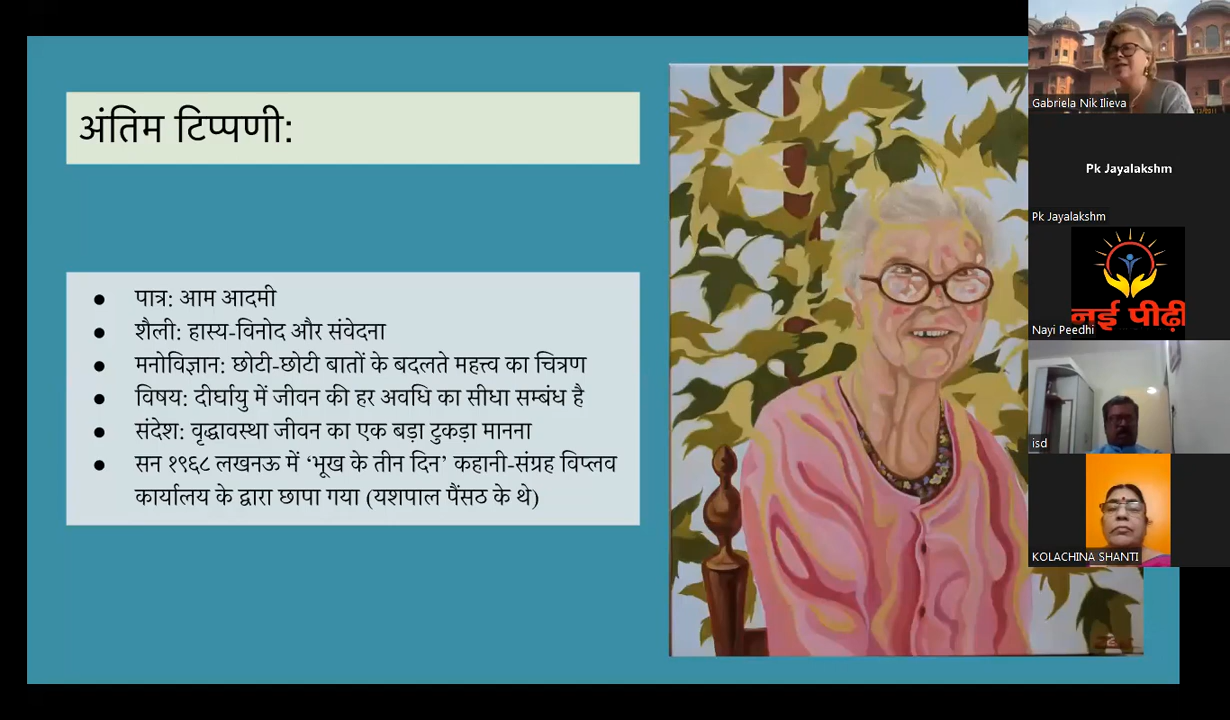 अंतिम टिप्पणी:
● पात्र: आम आदमी
● शैली: हास्य-विनोद और संवेदना
● मनोविज्ञान: छोटी-छोटी बातों के बदलते महत्त्व का चित्रण
● विषय: दीर्घायु में जीवन की हर अवधि का सीधा सम्बंध है
● संदेश: वृद्धावस्था जीवन का एक बड़ा टुकड़ा मानना
● सन १९६८ लखनऊ में ‘भूख के तीन दिन’ कहानी-संग्रह विप्लव
कार्यालय के द्वारा छापा गया (यशपाल पैंसठ के थे)
Gabriela Nik Ilieva
Pk Jayalakshm
Pk Jayalakshm
नई पीढ़ी
Nayi Peedhi
isd
KOLACHINA SHANTI